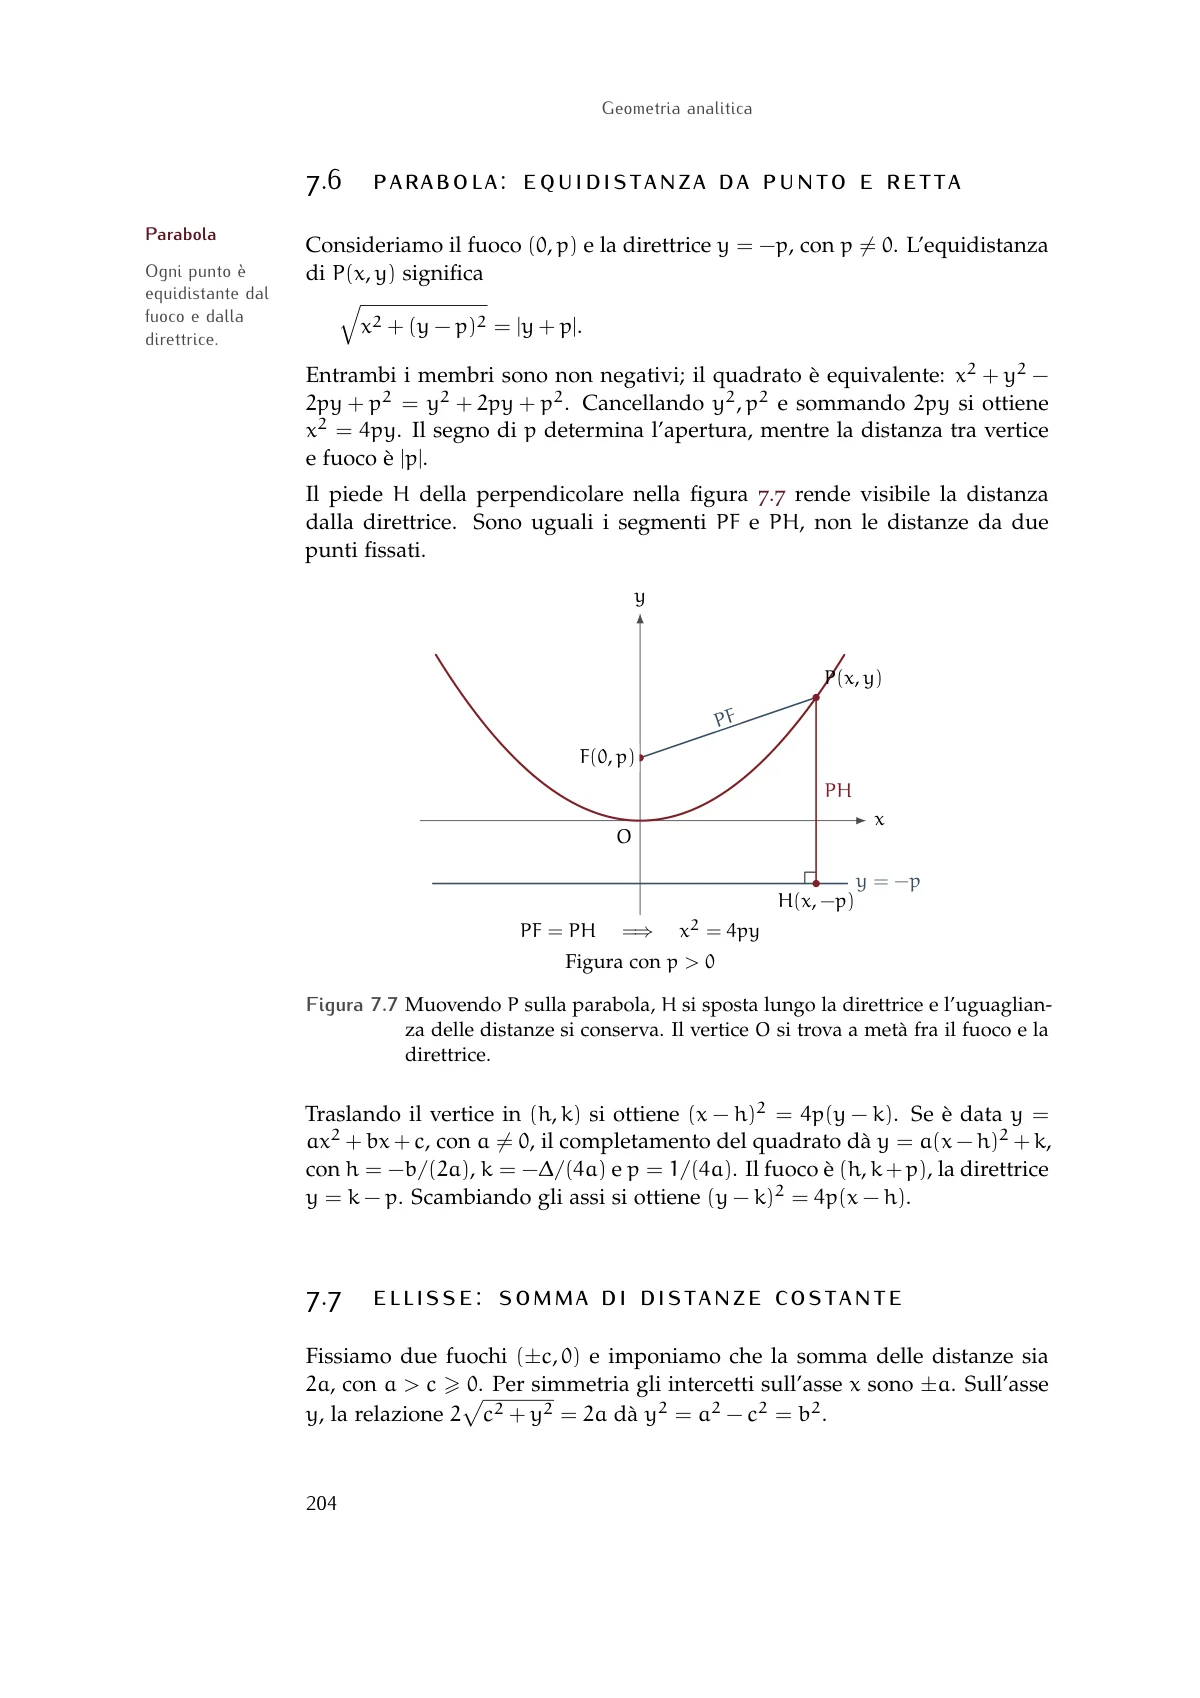 Geometria analitica
7.6 PARABOLA: EQUIDISTANZA DA PUNTO E RETTA
Parabola
Ogni punto è
equidistante dal
fuoco e dalla
direttrice.
Consideriamo il fuoco (0, p) e la direttrice y = −p, con p ≠ 0. L'equidistanza
di P(x, y) significa
√(x² + (y − p)²) = |y + p|.
Entrambi i membri sono non negativi; il quadrato è equivalente: x² + y² −
2py + p² = y² + 2py + p². Cancellando y², p² e sommando 2py si ottiene
x² = 4py. Il segno di p determina l'apertura, mentre la distanza tra vertice
e fuoco è |p|.
Il piede H della perpendicolare nella figura 7.7 rende visibile la distanza
dalla direttrice. Sono uguali i segmenti PF e PH, non le distanze da due
punti fissati.
y
P(x, y)
PF
F(0, p)
PH
x
O
y = −p
H(x, −p)
PF = PH ⟹ x² = 4py
Figura con p > 0
Figura 7.7 Muovendo P sulla parabola, H si sposta lungo la direttrice e l'uguaglian-
za delle distanze si conserva. Il vertice O si trova a metà fra il fuoco e la
direttrice.
Traslando il vertice in (h, k) si ottiene (x − h)² = 4p(y − k). Se è data y =
ax² + bx + c, con a ≠ 0, il completamento del quadrato dà y = a(x − h)² + k,
con h = −b/(2a), k = −Δ/(4a) e p = 1/(4a). Il fuoco è (h, k + p), la direttrice
y = k − p. Scambiando gli assi si ottiene (y − k)² = 4p(x − h).
7.7 ELLISSE: SOMMA DI DISTANZE COSTANTE
Fissiamo due fuochi (±c, 0) e imponiamo che la somma delle distanze sia
2a, con a > c ⩾ 0. Per simmetria gli intercetti sull'asse x sono ±a. Sull'asse
y, la relazione 2√(c² + y²) = 2a dà y² = a² − c² = b².
204